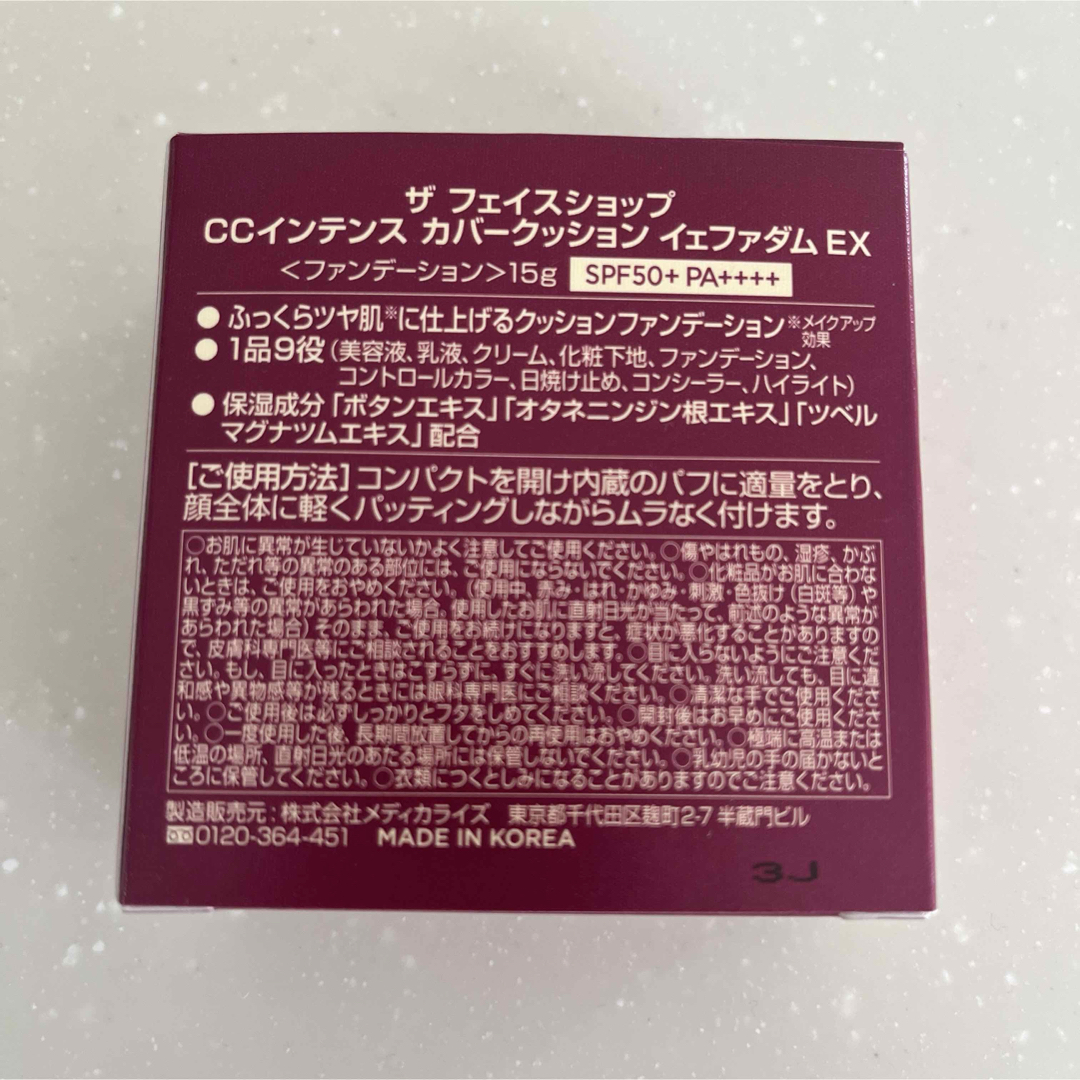 ザ フェイスショップ
CCインテンス カバークッション イェファダム EX
＜ファンデーション＞15g SPF50+ PA++++
●ふっくらツヤ肌※に仕上げるクッションファンデーション ※メイクアップ効果
●1品9役(美容液、乳液、クリーム、化粧下地、ファンデーション、
コントロールカラー、日焼け止め、コンシーラー、ハイライト)
●保湿成分「ボタンエキス」「オタネニンジン根エキス」「ツベル
マグナツムエキス」配合
[ご使用方法]コンパクトを開け内蔵のパフに適量をとり、
顔全体に軽くパッティングしながらムラなく付けます。
○お肌に異常が生じていないかよく注意してご使用ください。○傷やはれもの、湿疹、かぶ
れ、ただれ等の異常のある部位には、ご使用にならないでください。○化粧品がお肌に合わな
いときは、ご使用をおやめください。(使用中、赤み・はれ・かゆみ・刺激・色抜け(白斑等)や
黒ずみ等の異常があらわれた場合。使用したお肌に直射日光が当たって、前述のような異常が
あらわれた場合)そのまま、ご使用をお続けになりますと、症状が悪化することがありますの
で、皮膚科専門医等にご相談されることをおすすめします。○目に入らないようにご注意くだ
さい。もし、目に入ったときはこすらずに、すぐに洗い流してください。洗い流しても、目に違
和感や異物感等が残るときには眼科専門医にご相談ください。○清潔な手でご使用くださ
い。○ご使用後は必ずしっかりとフタをしめてください。○開封後はお早めにご使用くださ
い。○一度使用した後、長期間放置してからの再使用はおやめください。○極端に高温または
低温の場所、直射日光のあたる場所には保管しないでください。○乳幼児の手の届かないと
ころに保管してください。○衣類につくとしみになることがありますのでご注意ください。
製造販売元:株式会社メディカライズ 東京都千代田区麹町2-7 半蔵門ビル
0120-364-451 MADE IN KOREA
3J